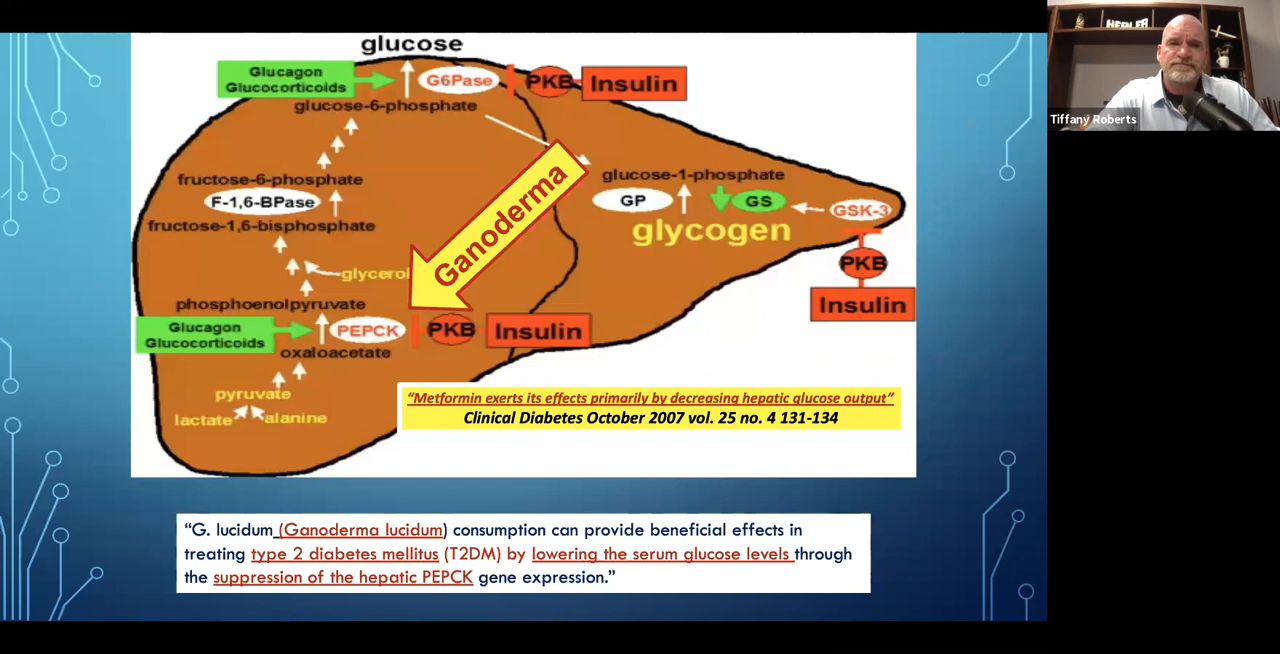 glucose
Glucagon
Glucocorticoids
G6Pase
PKB
Insulin
glucose-6-phosphate
fructose-6-phosphate
F-1,6-BPase
fructose-1,6-bisphosphate
glycerol
phosphoenolpyruvate
Glucagon
Glucocorticoids
PEPCK
PKB
Insulin
oxaloacetate
pyruvate
lactate
alanine
Ganoderma
glucose-1-phosphate
GP
GS
GSK-3
glycogen
PKB
Insulin
“Metformin exerts its effects primarily by decreasing hepatic glucose output”
Clinical Diabetes October 2007 vol. 25 no. 4 131-134
“G. lucidum (Ganoderma lucidum) consumption can provide beneficial effects in
treating type 2 diabetes mellitus (T2DM) by lowering the serum glucose levels through
the suppression of the hepatic PEPCK gene expression.”
HEALER
Tiffany Roberts